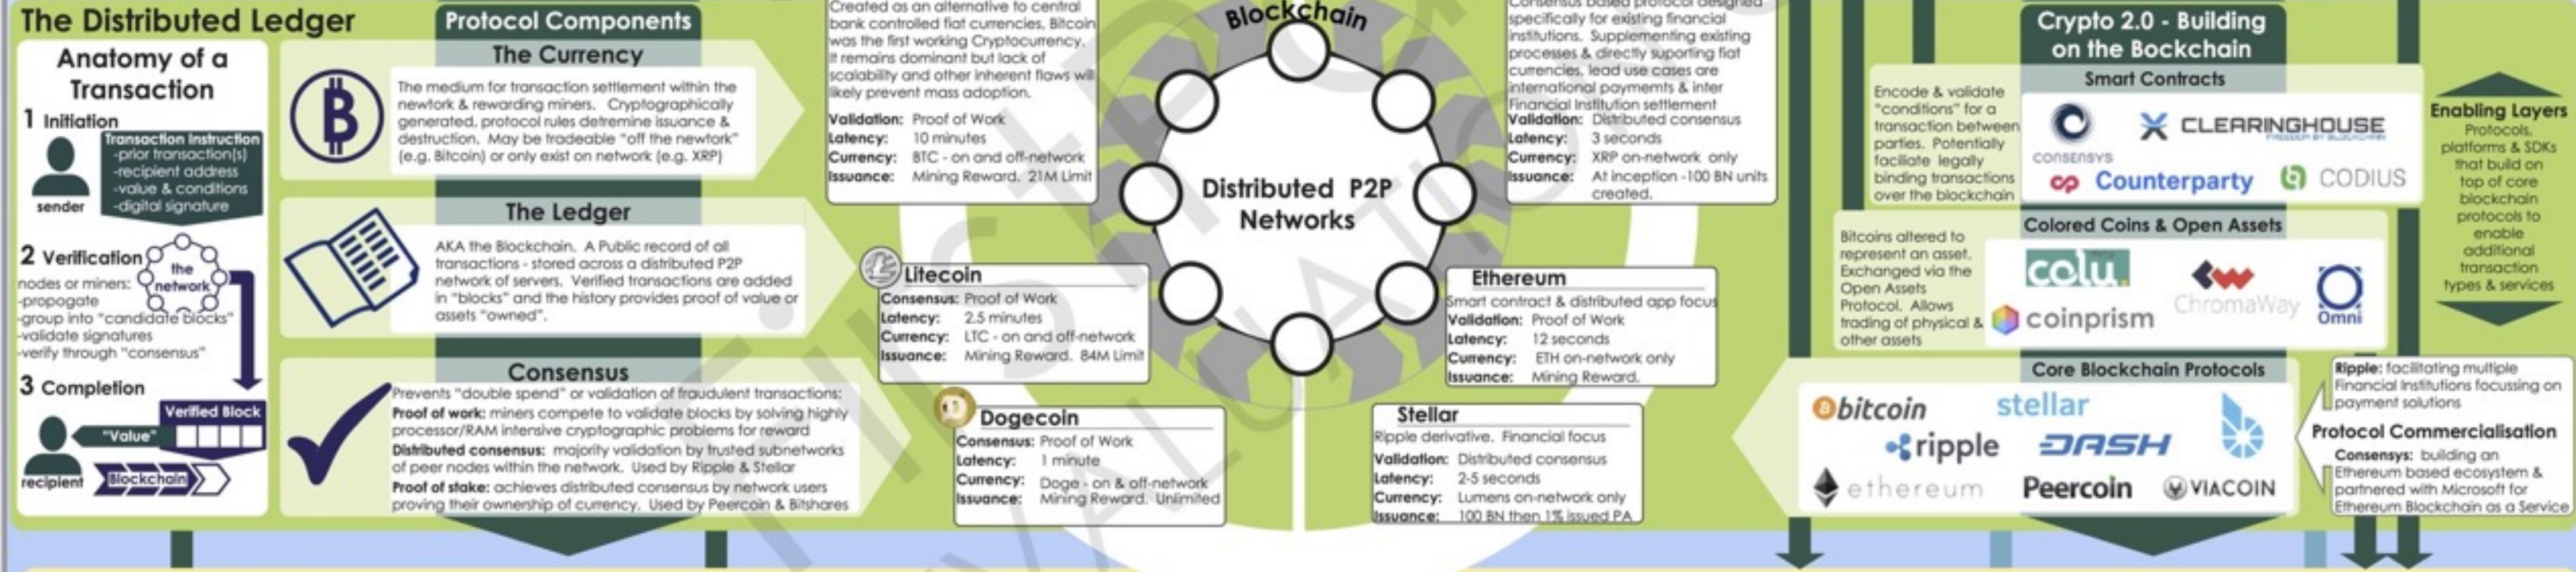 The Distributed Ledger
Anatomy of a
Transaction
1 Initiation
Transaction Instruction
-prior transaction(s)
-recipient address
-value & conditions
-digital signature
sender
2 Verification
the
network
nodes or miners:
-propogate
-group into "candidate blocks"
-validate signatures
-verify through "consensus"
3 Completion
Verified Block
"Value"
recipient
Blockchain
Protocol Components
The Currency
The medium for transaction settlement within the
newtork & rewarding miners. Cryptographically
generated, protocol rules detremine issuance &
destruction. May be tradeable "off the newtork"
(e.g. Bitcoin) or only exist on network (e.g. XRP)
The Ledger
AKA the Blockchain. A Public record of all
transactions - stored across a distributed P2P
network of servers. Verified transactions are added
in "blocks" and the history provides proof of value or
assets "owned".
Consensus
Prevents "double spend" or validation of fraudulent transactions:
Proof of work: miners compete to validate blocks by solving highly
processor/RAM intensive cryptographic problems for reward
Distributed consensus: majority validation by trusted subnetworks
of peer nodes within the network. Used by Ripple & Stellar
Proof of stake: achieves distributed consensus by network users
proving their ownership of currency. Used by Peercoin & Bitshares
Created as an alternative to central
bank controlled fiat currencies, Bitcoin
was the first working Cryptocurrency.
It remains dominant but lack of
scalability and other inherent flaws will
likely prevent mass adoption.
Validation: Proof of Work
Latency: 10 minutes
Currency: BTC - on and off-network
Issuance: Mining Reward. 21M Limit
Litecoin
Consensus: Proof of Work
Latency: 2.5 minutes
Currency: LTC - on and off-network
Issuance: Mining Reward. 84M Limit
Dogecoin
Consensus: Proof of Work
Latency: 1 minute
Currency: Doge - on & off-network
Issuance: Mining Reward. Unlimited
Blockchain
Distributed P2P
Networks
Consensus based protocol designed
specifically for existing financial
institutions. Supplementing existing
processes & directly suporting fiat
currencies, lead use cases are
international payments & inter
Financial Institution settlement
Validation: Distributed consensus
Latency: 3 seconds
Currency: XRP on-network only
Issuance: At inception -100 BN units
created.
Ethereum
Smart contract & distributed app focus
Validation: Proof of Work
Latency: 12 seconds
Currency: ETH on-network only
Issuance: Mining Reward.
Stellar
Ripple derivative. Financial focus
Validation: Distributed consensus
Latency: 2-5 seconds
Currency: Lumens on-network only
Issuance: 100 BN then 1% issued PA
Crypto 2.0 - Building
on the Bockchain
Smart Contracts
Encode & validate
"conditions" for a
transaction between
parties. Potentially
faciliate legally
binding transactions
over the blockchain
CONSENSYS
CLEARINGHOUSE
FREEDOM BY BLOCKCHAIN
Counterparty
CODIUS
Colored Coins & Open Assets
Bitcoins altered to
represent an asset.
Exchanged via the
Open Assets
Protocol. Allows
trading of physical &
other assets
colu.
ChromaWay
Omni
coinprism
Core Blockchain Protocols
bitcoin
stellar
ripple
DASH
ethereum
Peercoin
VIACOIN
Enabling Layers
Protocols,
platforms & SDKs
that build on
top of core
blockchain
protocols to
enable
additional
transaction
types & services
Ripple: facilitating multiple
Financial Institutions focussing on
payment solutions
Protocol Commercialisation
Consensys: building an
Ethereum based ecosystem &
partnered with Microsoft for
Ethereum Blockchain as a Service